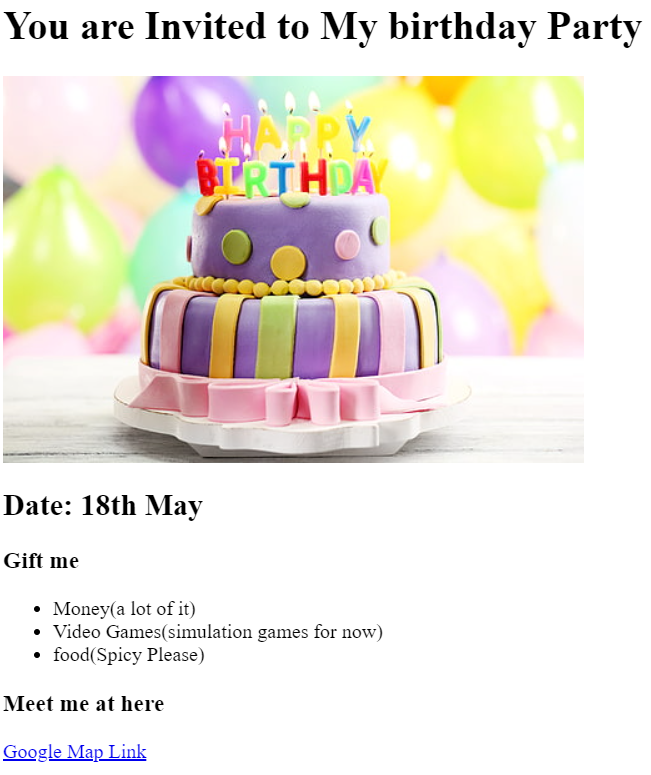 You are Invited to My birthday Party
HAPPY
BIRTHDAY
Date: 18th May
Gift me
Money(a lot of it)
Video Games(simulation games for now)
food(Spicy Please)
Meet me at here
Google Map Link